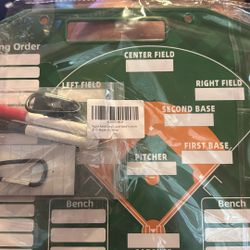 ng Order
CENTER FIELD
LEFT FIELD
RIGHT FIELD
SECOND BASE
FIRST BASE
PITCHER
Bench
Bench